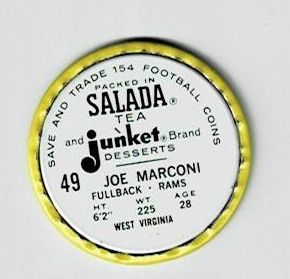 SAVE AND TRADE 154 FOOTBALL COINS
PACKED IN
SALADA®
TEA
and Junket® Brand
DESSERTS
49 JOE MARCONI
FULLBACK - RAMS
HT WT AGE
6'2" 225 28
WEST VIRGINIA